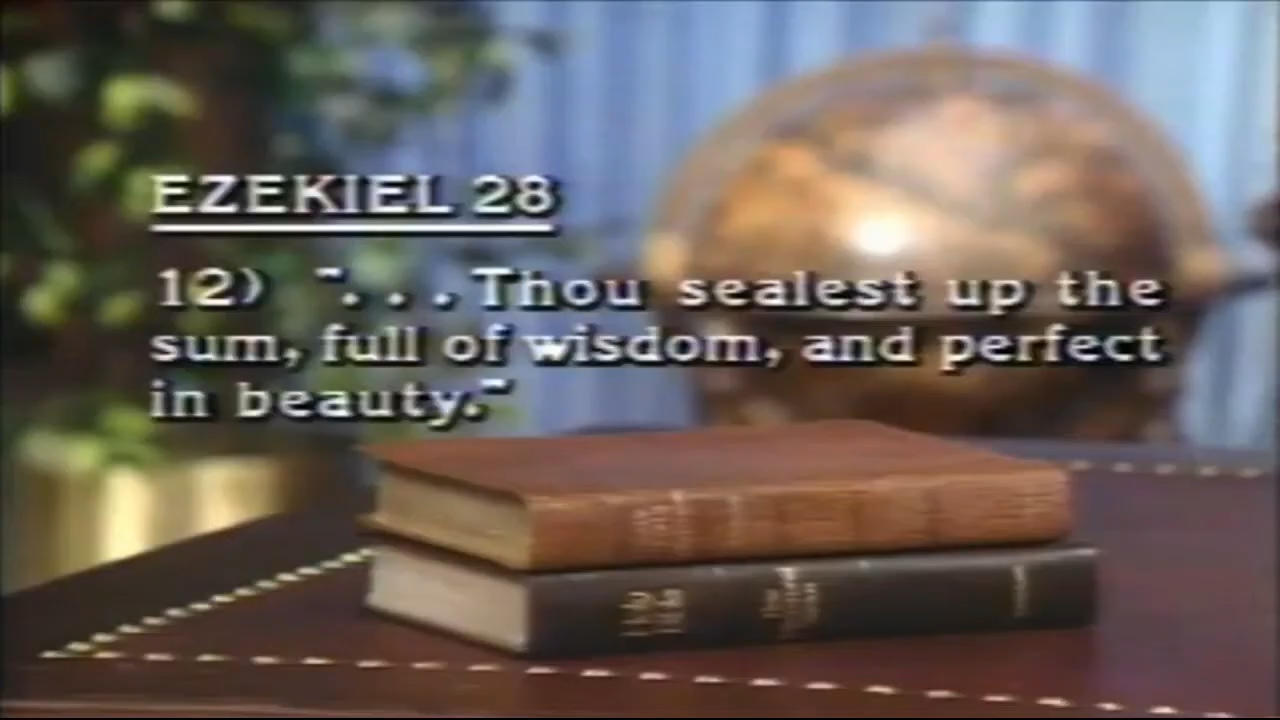 EZEKIEL 28
12) ". . . Thou sealest up the
sum, full of wisdom, and perfect
in beauty."